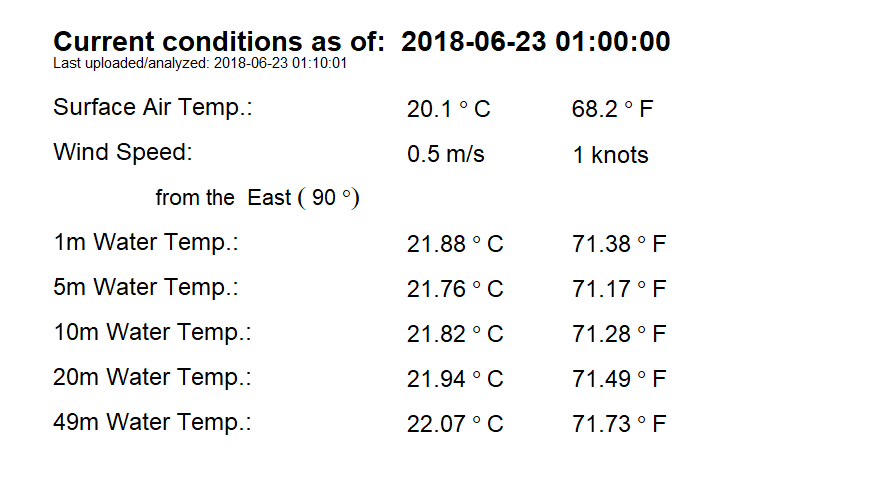 Current conditions as of: 2018-06-23 01:00:00
Last uploaded/analyzed: 2018-06-23 01:10:01
Surface Air Temp.: 20.1 ° C 68.2 ° F
Wind Speed: 0.5 m/s 1 knots
from the East ( 90 °)
1m Water Temp.: 21.88 ° C 71.38 ° F
5m Water Temp.: 21.76 ° C 71.17 ° F
10m Water Temp.: 21.82 ° C 71.28 ° F
20m Water Temp.: 21.94 ° C 71.49 ° F
49m Water Temp.: 22.07 ° C 71.73 ° F